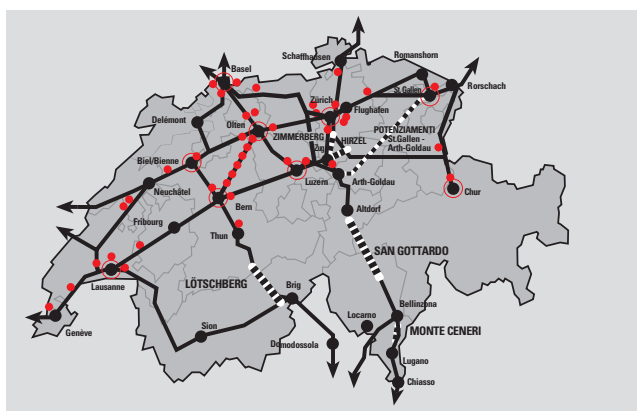 Schaffhausen
Romanshorn
Basel
Rorschach
St.Gallen
Zürich
Flughafen
Delémont
Olten
POTENZIAMENTI
St.Gallen -
Arth-Goldau
ZIMMERBERG
HIRZEL
Zug
Biel/Bienne
Luzern
Arth-Goldau
Chur
Neuchâtel
Bern
Altdorf
Fribourg
Thun
SAN GOTTARDO
LÖTSCHBERG
Lausanne
Brig
Bellinzona
Locarno
MONTE CENERI
Genève
Sion
Domodossola
Lugano
Chiasso